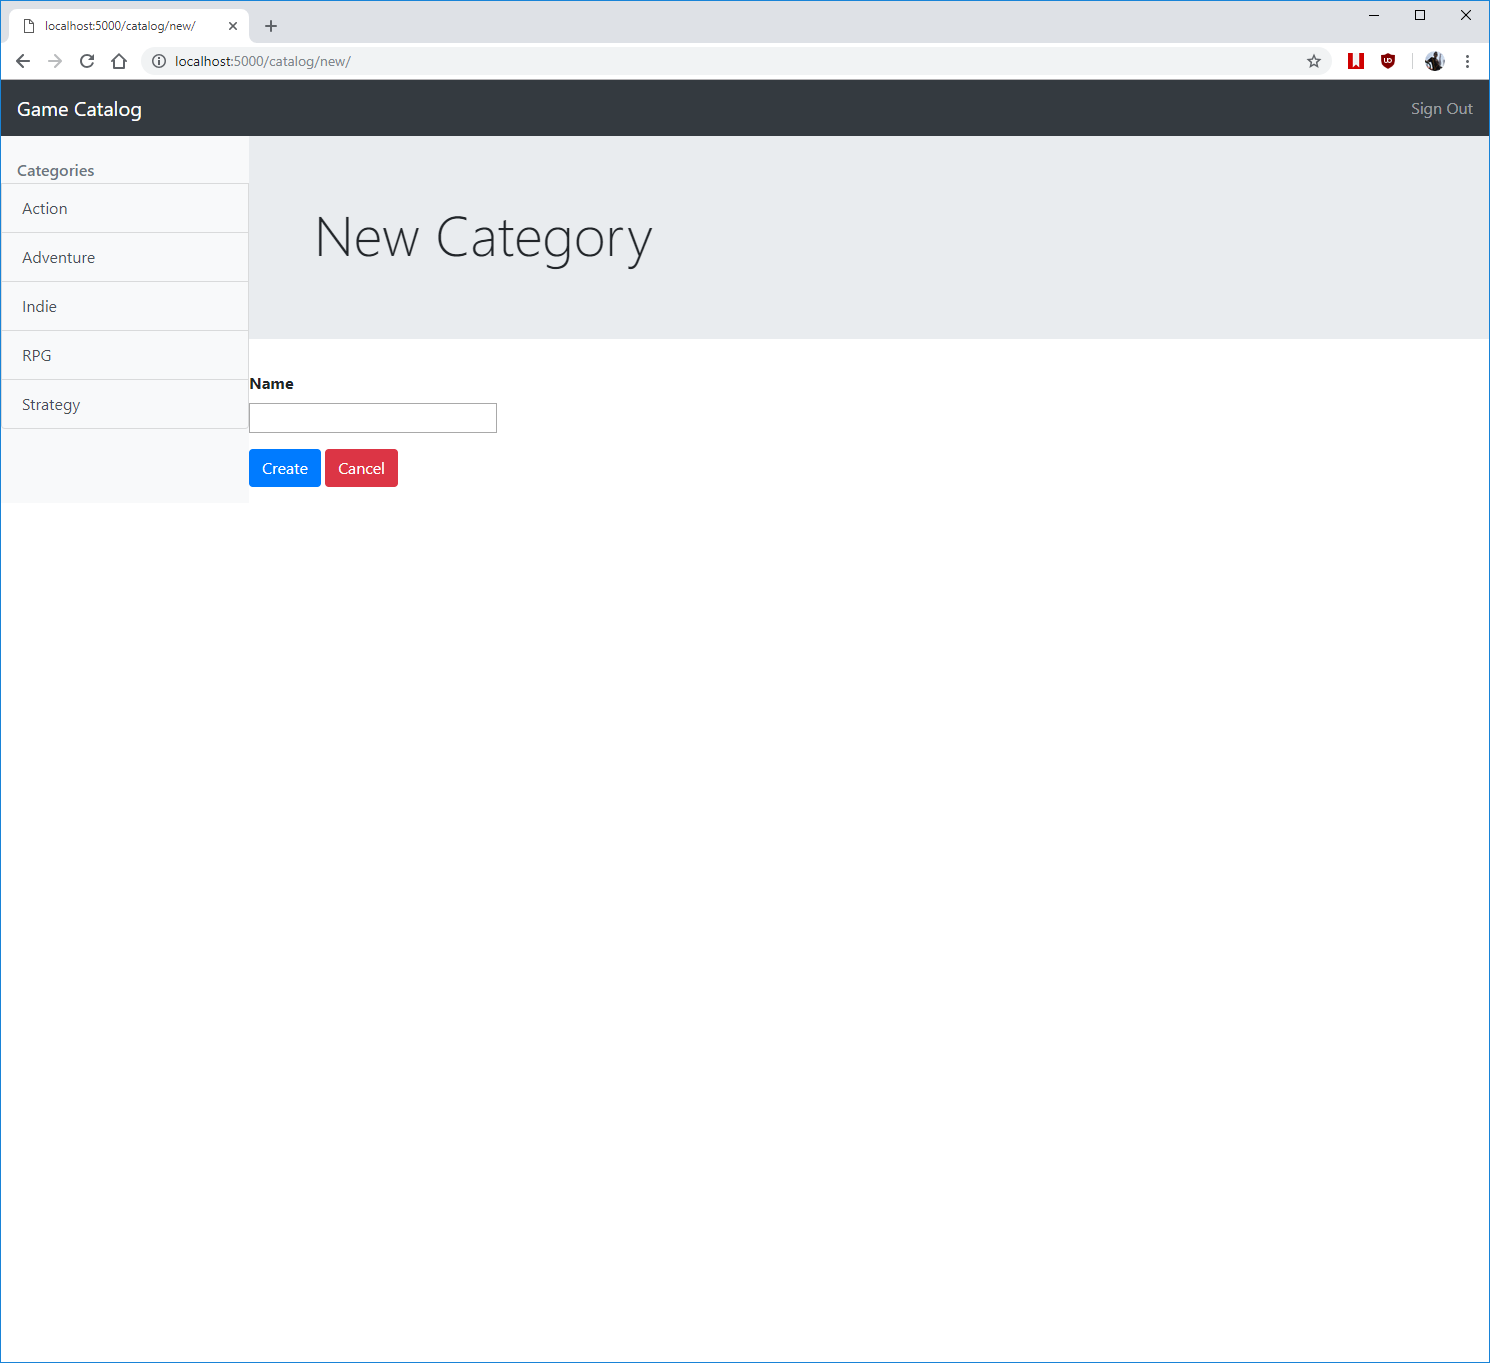 localhost:5000/catalog/new/
localhost:5000/catalog/new/
Game Catalog
Sign Out
Categories
Action
Adventure
Indie
RPG
Strategy
New Category
Name
Create
Cancel